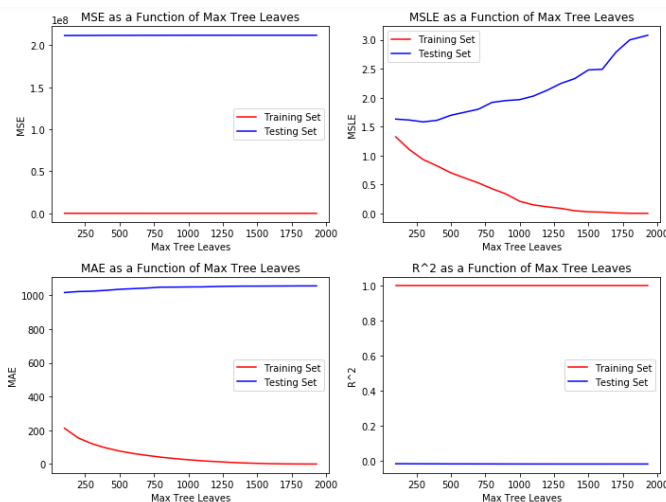 MSE as a Function of Max Tree Leaves
1e8
2.0
1.5
1.0
0.5
0.0
MSE
Training Set
Testing Set
250 500 750 1000 1250 1500 1750 2000
Max Tree Leaves
MSLE as a Function of Max Tree Leaves
3.0
2.5
2.0
1.5
1.0
0.5
0.0
MSLE
Training Set
Testing Set
250 500 750 1000 1250 1500 1750 2000
Max Tree Leaves
MAE as a Function of Max Tree Leaves
1000
800
600
400
200
0
MAE
Training Set
Testing Set
250 500 750 1000 1250 1500 1750 2000
Max Tree Leaves
R^2 as a Function of Max Tree Leaves
1.0
0.8
0.6
0.4
0.2
0.0
R^2
Training Set
Testing Set
250 500 750 1000 1250 1500 1750 2000
Max Tree Leaves